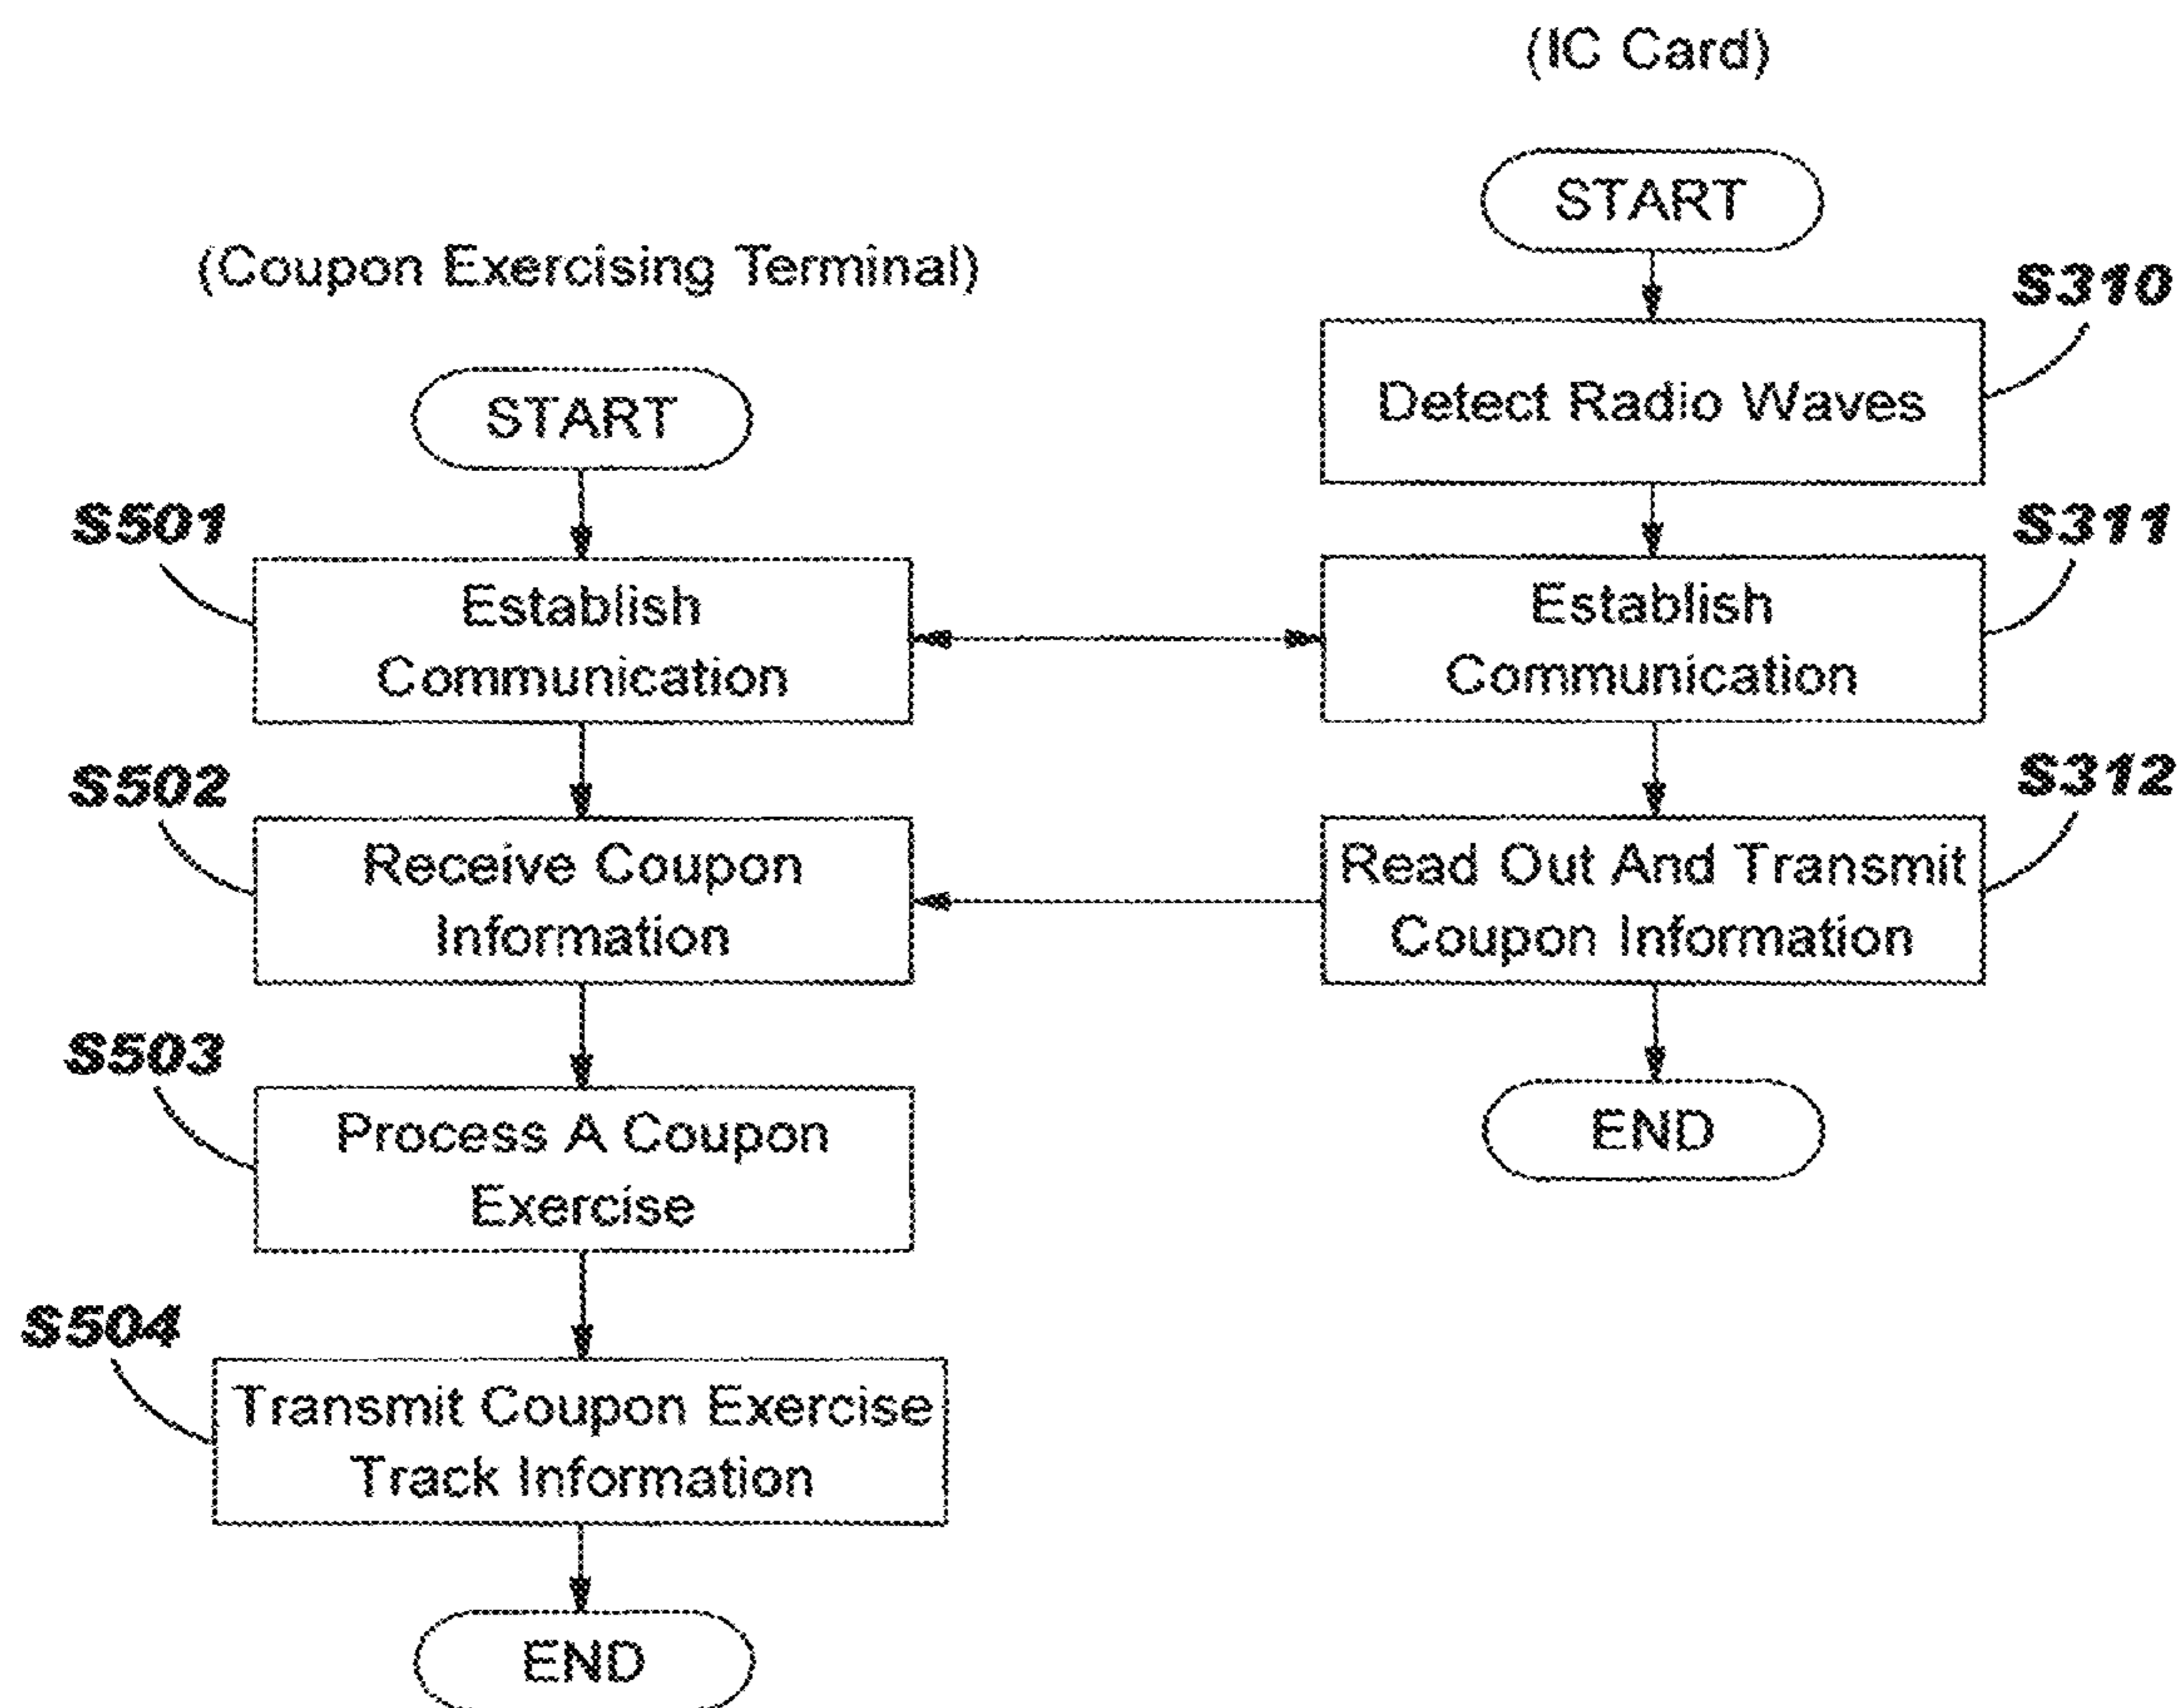 (IC Card)
START
S310
Detect Radio Waves
S311
Establish
Communication
S312
Read Out And Transmit
Coupon Information
END
(Coupon Exercising Terminal)
START
S501
Establish
Communication
S502
Receive Coupon
Information
S503
Process A Coupon
Exercise
S504
Transmit Coupon Exercise
Track Information
END